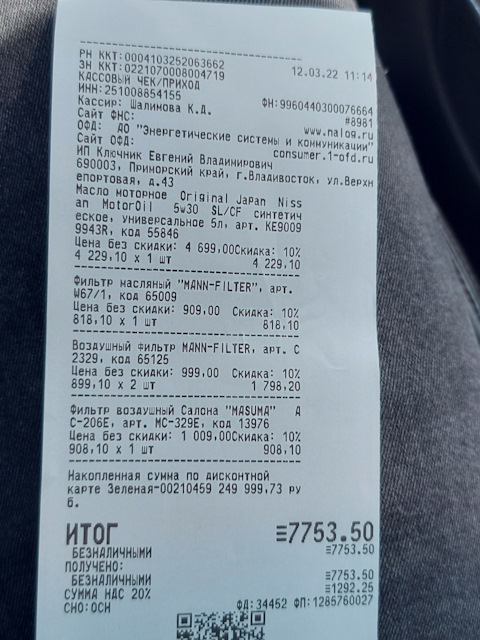 РН ККТ:0004103252063662
ЗН ККТ:0221070008004719 12.03.22 11:14
КАССОВЫЙ ЧЕК/ПРИХОД
ИНН:251008854155 ФН:9960440300076664
Кассир: Шалимова К.Д. #8981
Сайт ФНС: www.nalog.ru
ОФД: АО "Энергетические системы и коммуникации"
Сайт ОФД: consumer.1-ofd.ru
ИП Ключник Евгений Владимирович
690003, Приморский край, г.Владивосток, ул.Верхн
епортовая, д.43
Масло моторное Original Japan Niss
an MotorOil 5w30 SL/CF синтетич
еское, универсальное 5л, арт. KE9009
9943R, код 55846
Цена без скидки: 4 699,00Скидка: 10%
4 229,10 x 1 шт 4 229,10
Фильтр масляный "MANN-FILTER", арт.
W67/1, код 65009
Цена без скидки: 909,00 Скидка: 10%
818,10 x 1 шт 818,10
Воздушный фильтр MANN-FILTER, арт. C
2329, код 65125
Цена без скидки: 999,00 Скидка: 10%
899,10 x 2 шт 1 798,20
Фильтр воздушный Салона "MASUMA" A
C-206E, арт. MC-329E, код 13976
Цена без скидки: 1 009,00Скидка: 10%
908,10 x 1 шт 908,10
Накопленная сумма по дисконтной
карте Зеленая-00210459 249 999,73 ру
б.
ИТОГ ≡7753.50
БЕЗНАЛИЧНЫМИ ≡7753.50
ПОЛУЧЕНО:
БЕЗНАЛИЧНЫМИ ≡7753.50
СУММА НДС 20% ≡1292.25
СНО:ОСН ФД:34452 ФП:1285760027